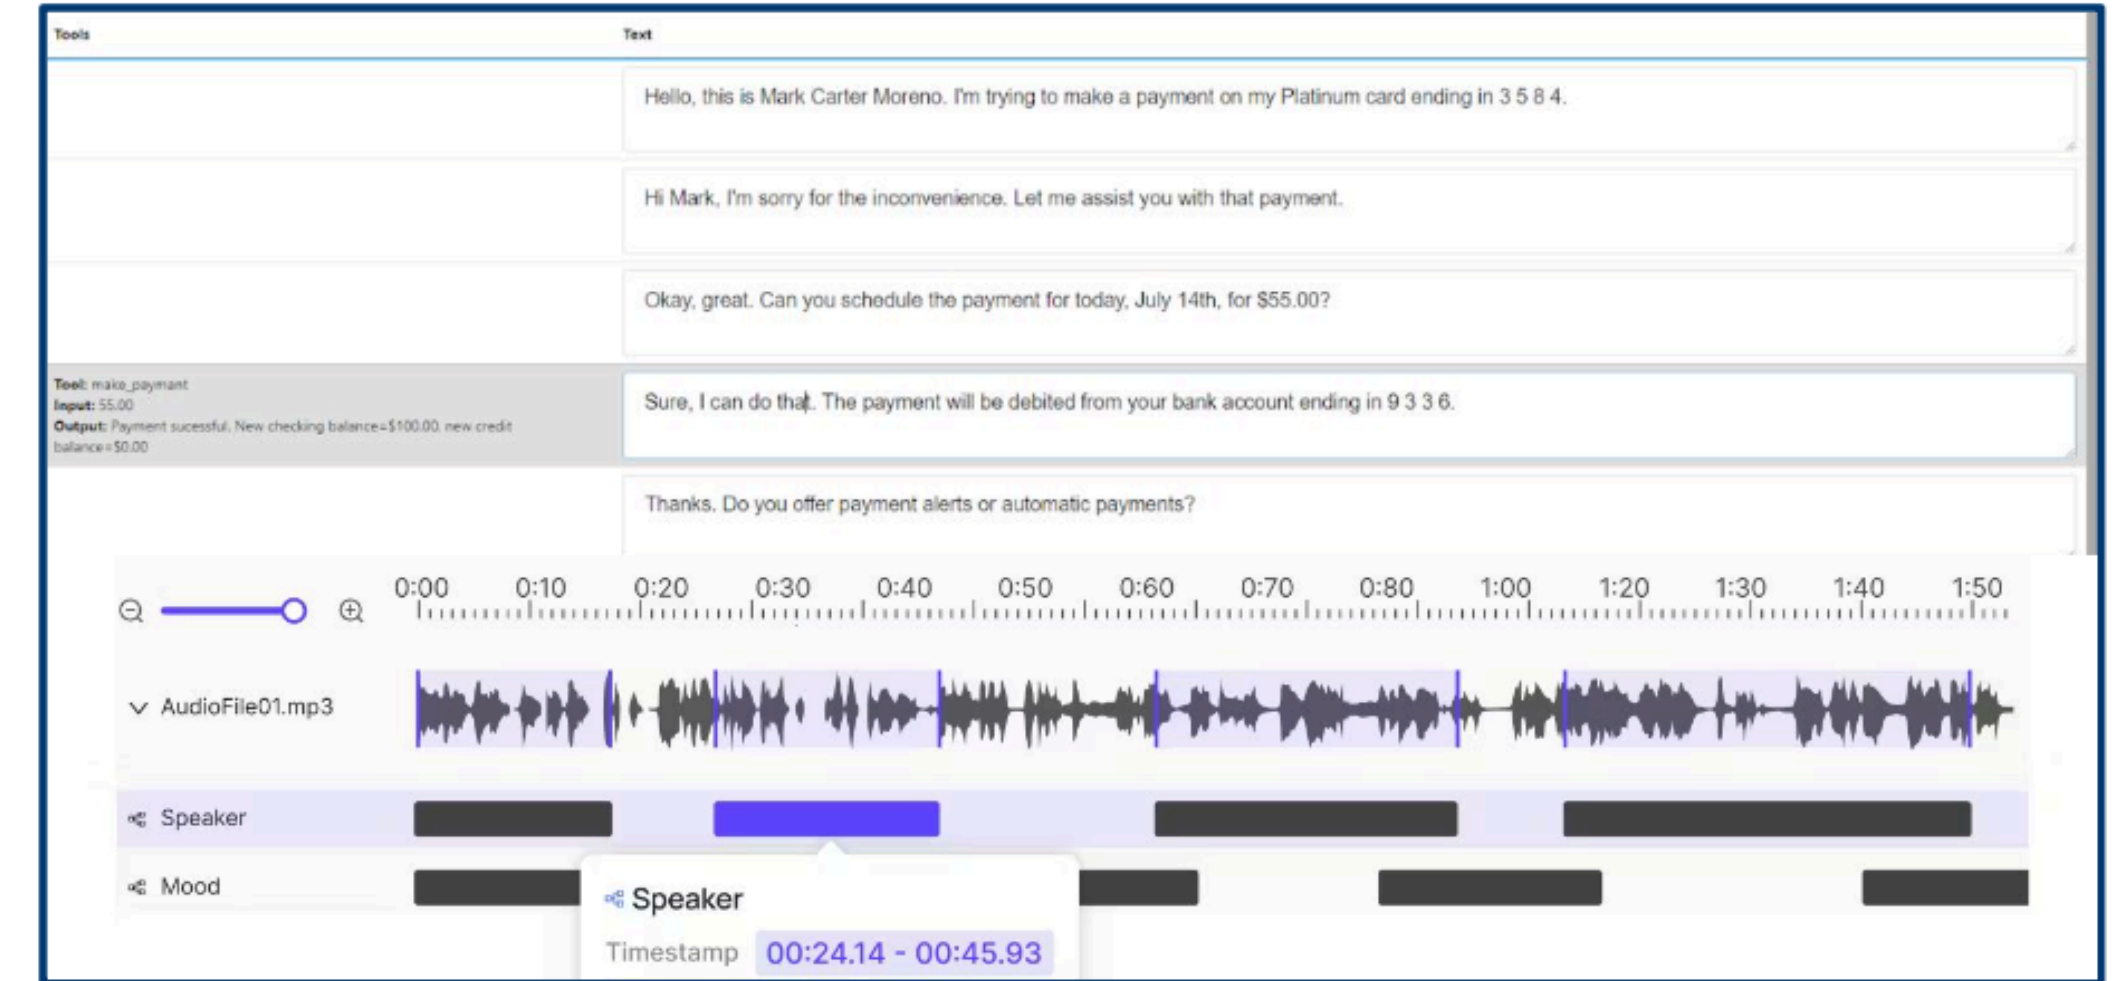 Tools Text
Hello, this is Mark Carter Moreno. I'm trying to make a payment on my Platinum card ending in 3 5 8 4.
Hi Mark, I'm sorry for the inconvenience. Let me assist you with that payment.
Okay, great. Can you schedule the payment for today, July 14th, for $55.00?
Tool: make_paymant
Input: 55.00
Output: Payment sucessful. New checking balance=$100.00. new credit
balance=$0.00
Sure, I can do that. The payment will be debited from your bank account ending in 9 3 3 6.
Thanks. Do you offer payment alerts or automatic payments?
0:00 0:10 0:20 0:30 0:40 0:50 0:60 0:70 0:80 1:00 1:20 1:30 1:40 1:50
AudioFile01.mp3
Speaker
Mood
Speaker
Timestamp 00:24.14 - 00:45.93